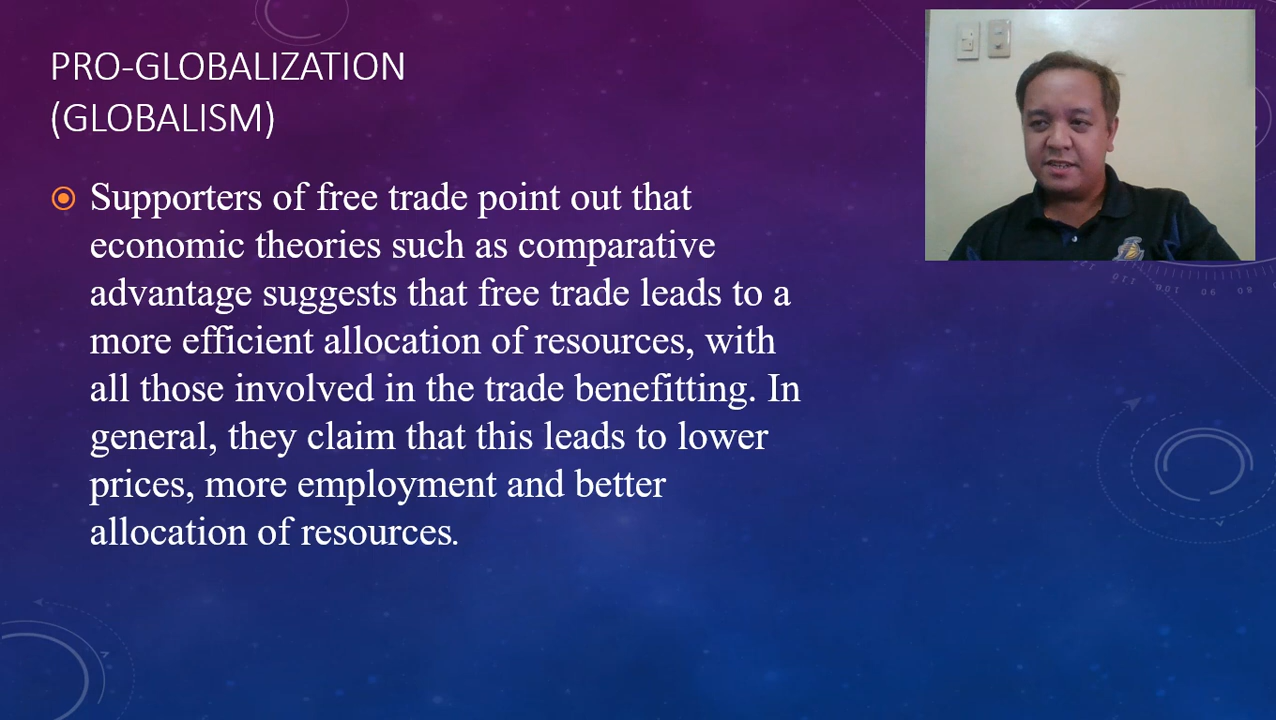 PRO-GLOBALIZATION
(GLOBALISM)
Supporters of free trade point out that
economic theories such as comparative
advantage suggests that free trade leads to a
more efficient allocation of resources, with
all those involved in the trade benefitting. In
general, they claim that this leads to lower
prices, more employment and better
allocation of resources.